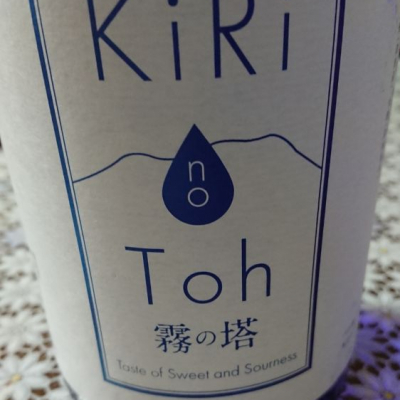 KiRi
no
Toh
霧の塔
Taste of Sweet and Sourness